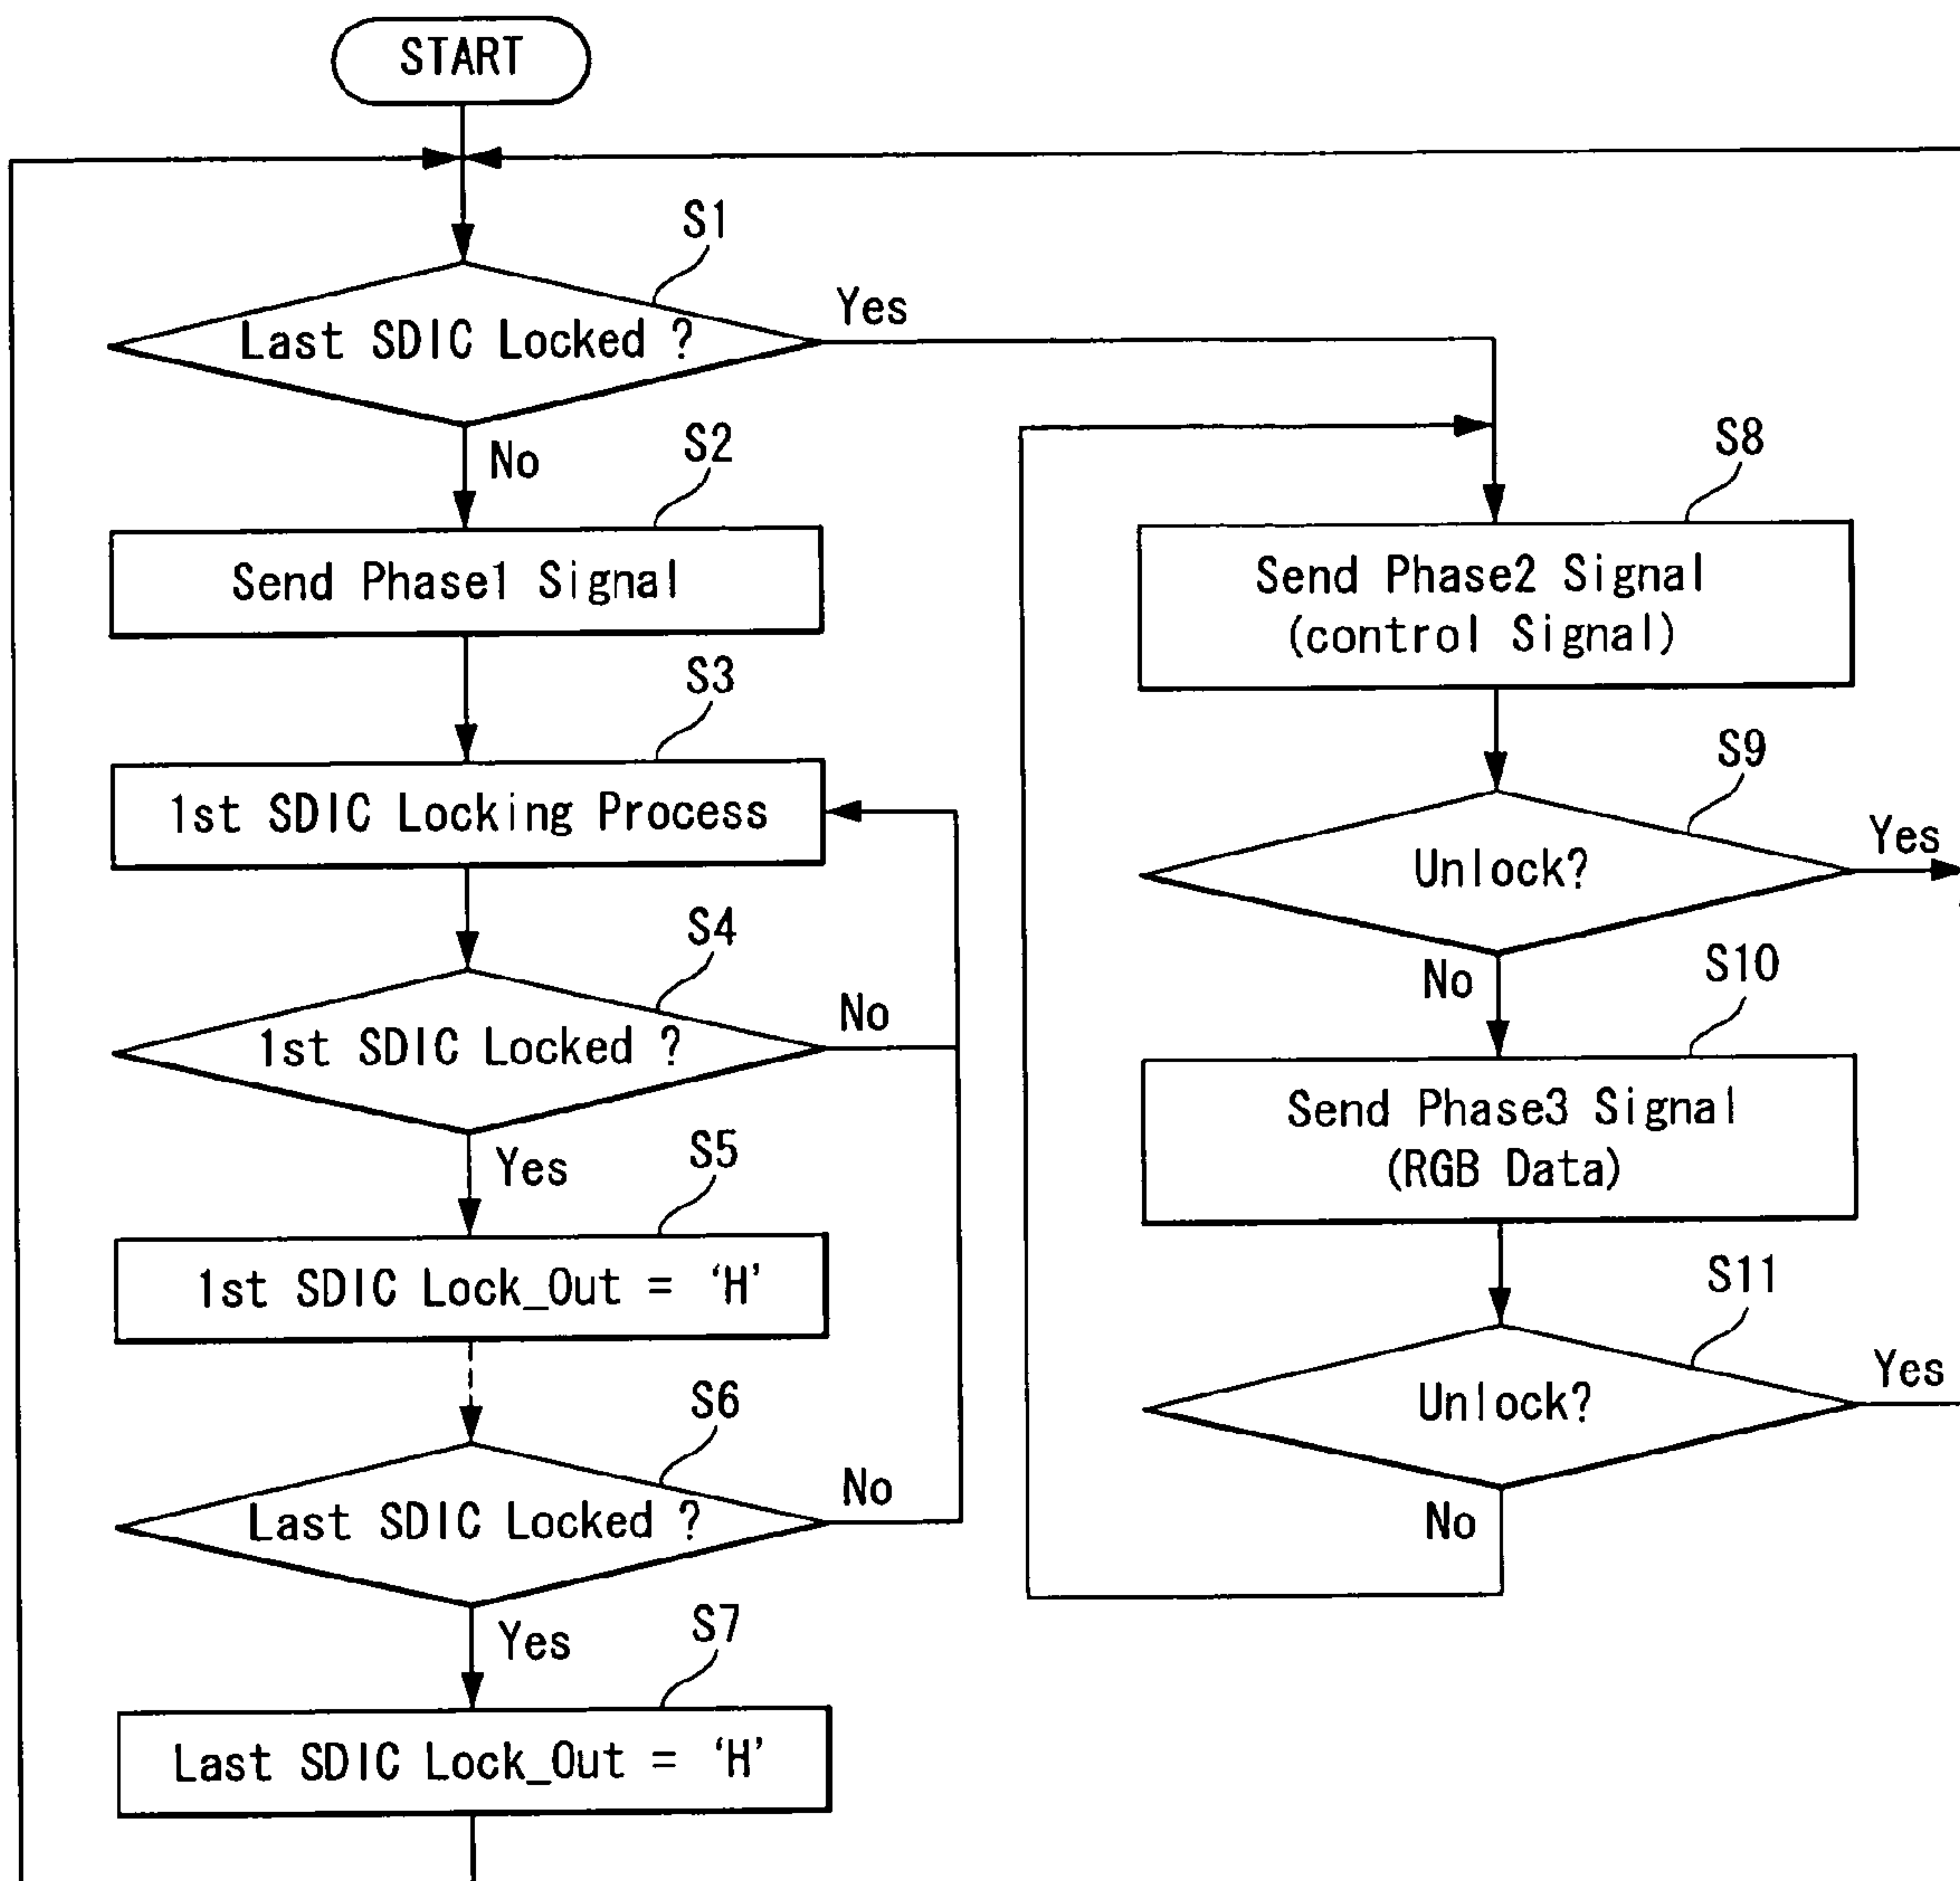 START
S1
Last SDIC Locked ?
Yes
No
S2
Send Phase1 Signal
S3
1st SDIC Locking Process
S4
1st SDIC Locked ?
No
Yes
S5
1st SDIC Lock_Out = ‘H’
S6
Last SDIC Locked ?
No
Yes
S7
Last SDIC Lock_Out = ‘H’
S8
Send Phase2 Signal
(control Signal)
S9
Unlock?
Yes
No
S10
Send Phase3 Signal
(RGB Data)
S11
Unlock?
Yes
No